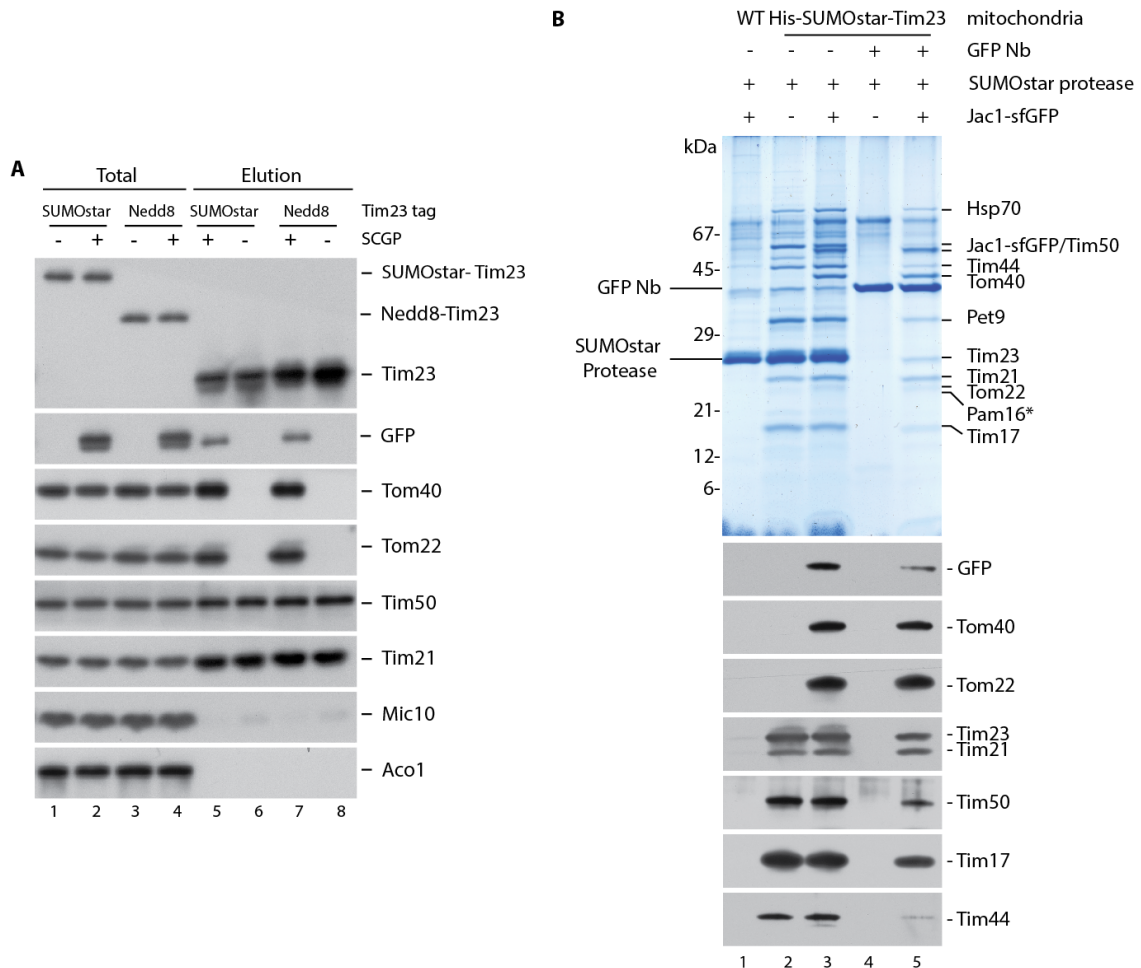 A
Total Elution
SUMOstar Nedd8 SUMOstar Nedd8 Tim23 tag
- + - + + - + - SCGP
SUMOstar-Tim23
Nedd8-Tim23
Tim23
GFP
Tom40
Tom22
Tim50
Tim21
Mic10
Aco1
1 2 3 4 5 6 7 8
B
WT His-SUMOstar-Tim23 mitochondria
- - - + + GFP Nb
+ + + + + SUMOstar protease
+ - + - + Jac1-sfGFP
kDa
67-
45-
GFP Nb
29-
SUMOstar
Protease
21-
12-
6-
Hsp70
Jac1-sfGFP/Tim50
Tim44
Tom40
Pet9
Tim23
Tim21
Tom22
Pam16*
Tim17
- GFP
- Tom40
- Tom22
- Tim23
- Tim21
- Tim50
- Tim17
- Tim44
1 2 3 4 5